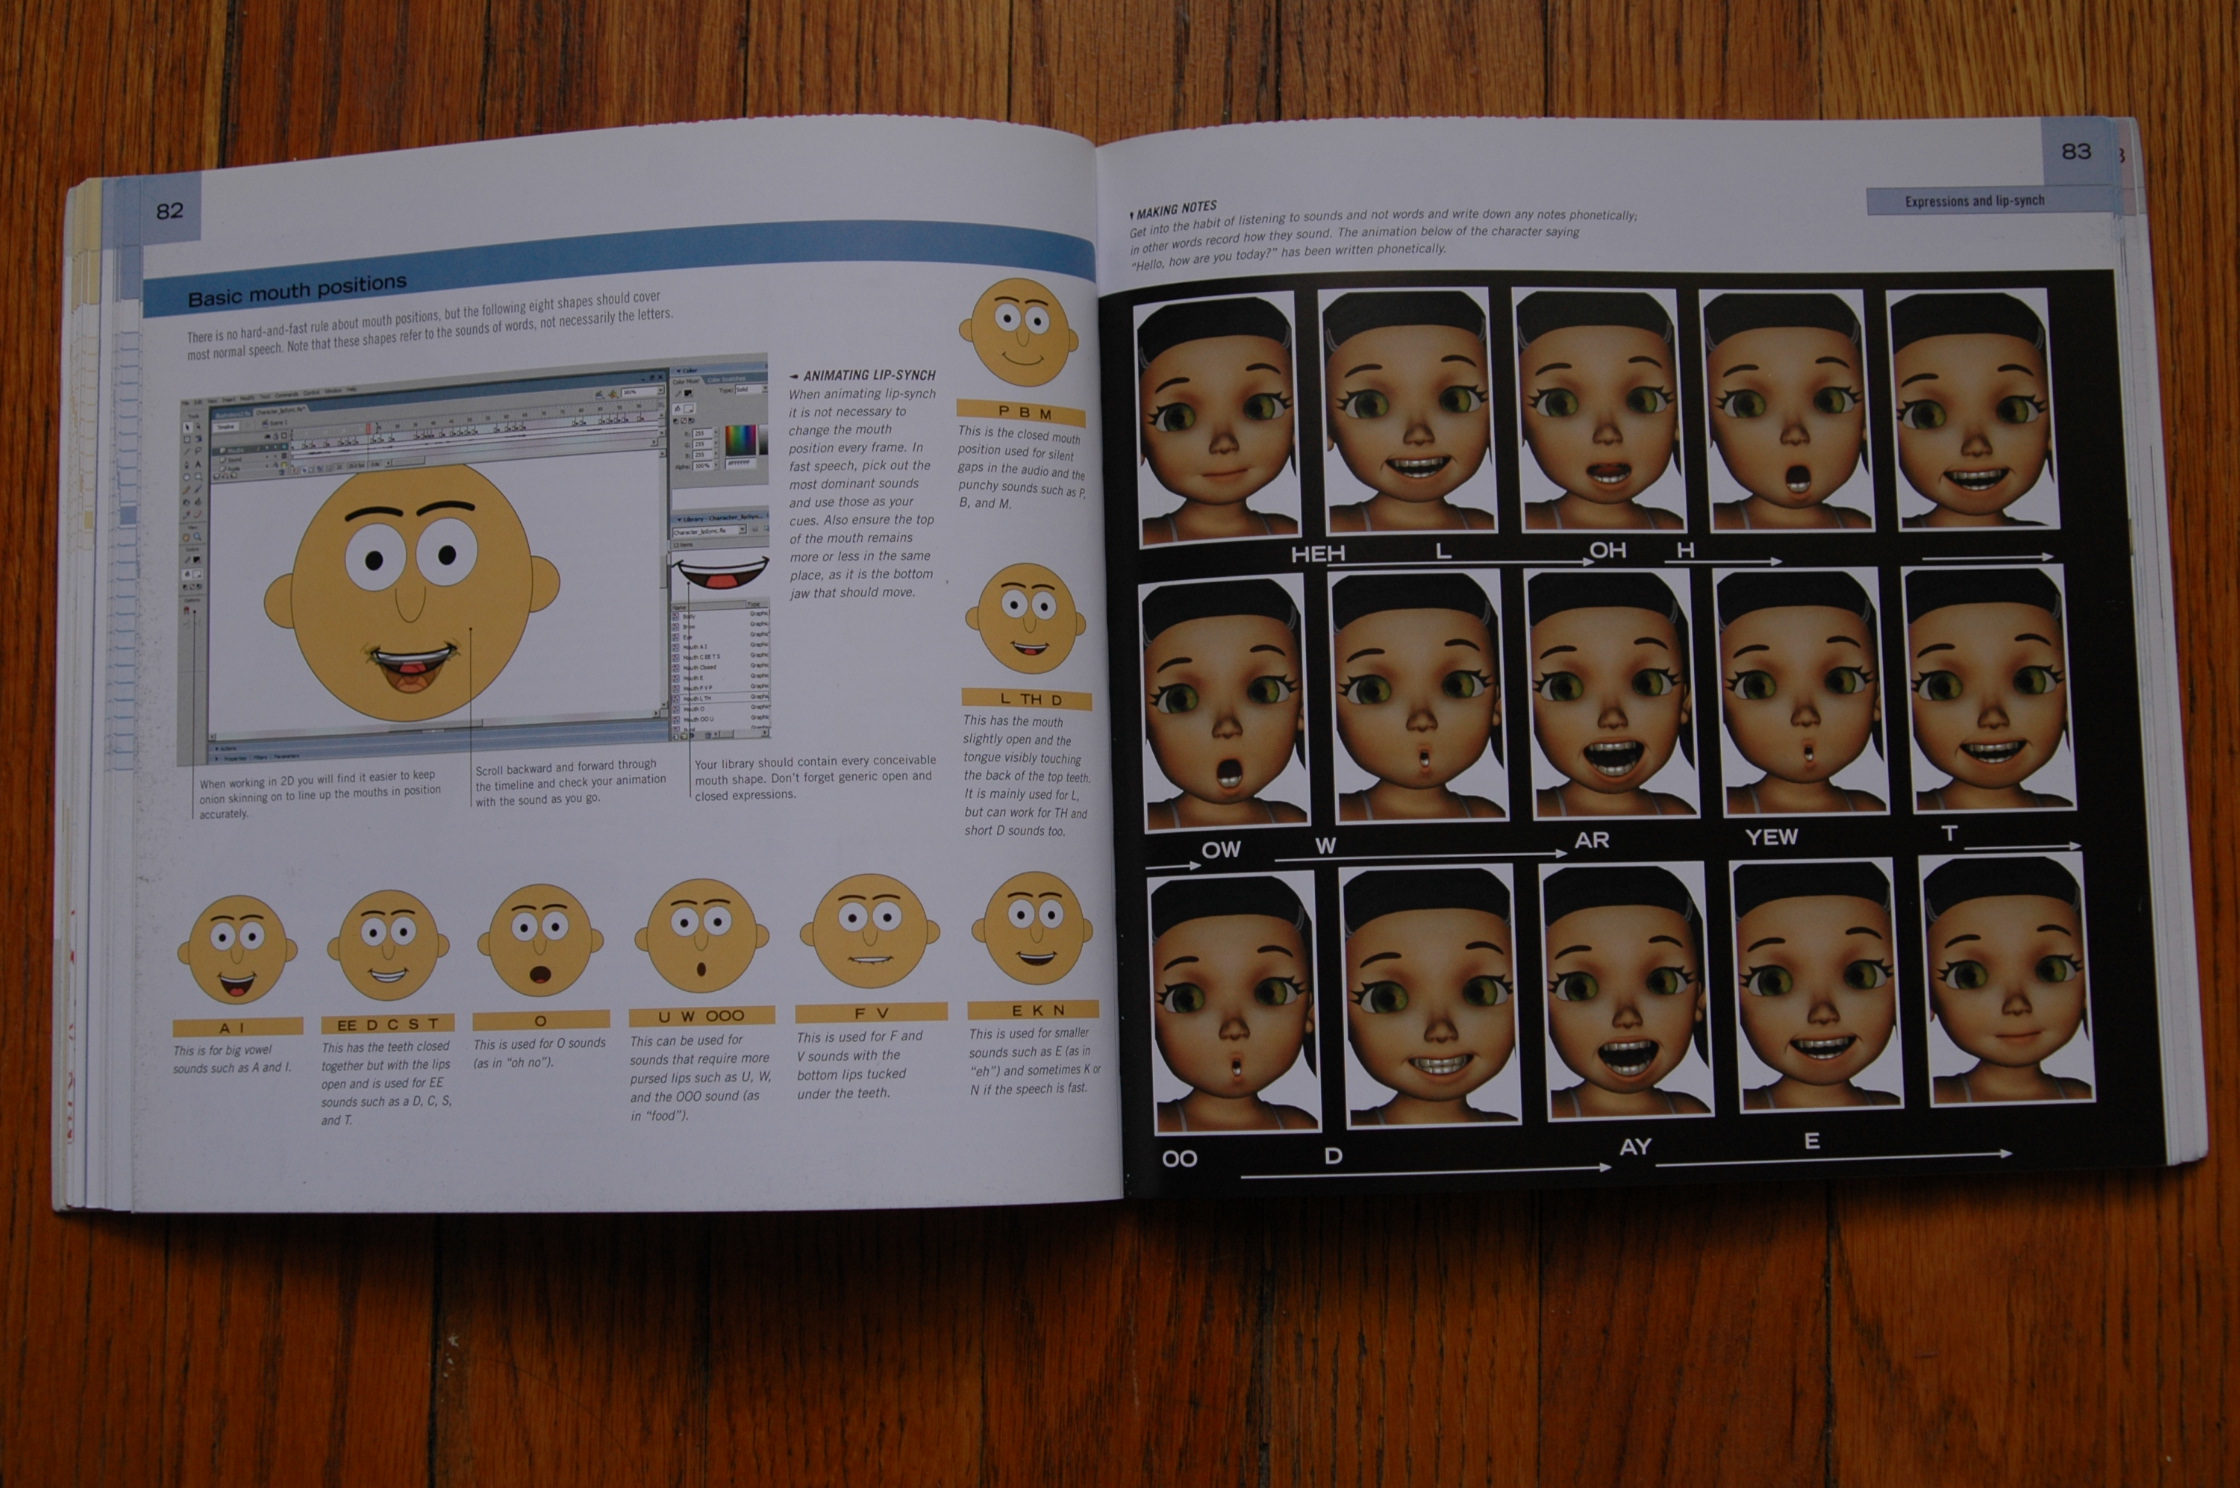 82
Basic mouth positions
There is no hard-and-fast rule about mouth positions, but the following eight shapes should cover
most normal speech. Note that these shapes refer to the sounds of words, not necessarily the letters.
ANIMATING LIP-SYNCH
When animating lip-synch
it is not necessary to
change the mouth
position every frame. In
fast speech, pick out the
most dominant sounds
and use those as your
cues. Also ensure the top
of the mouth remains
more or less in the same
place, as it is the bottom
jaw that should move.
When working in 2D you will find it easier to keep
onion skinning on to line up the mouths in position
accurately.
Scroll backward and forward through
the timeline and check your animation
with the sound as you go.
Your library should contain every conceivable
mouth shape. Don't forget generic open and
closed expressions.
P B M
This is the closed mouth
position used for silent
gaps in the audio and the
punchy sounds such as P,
B, and M.
L TH D
This has the mouth
slightly open and the
tongue visibly touching
the back of the top teeth.
It is mainly used for L,
but can work for TH and
short D sounds too.
A I
This is for big vowel
sounds such as A and I.
EE D C S T
This has the teeth closed
together but with the lips
open and is used for EE
sounds such as a D, C, S,
and T.
O
This is used for O sounds
(as in "oh no").
U W OOO
This can be used for
sounds that require more
pursed lips such as U, W,
and the OOO sound (as
in "food").
F V
This is used for F and
V sounds with the
bottom lips tucked
under the teeth.
E K N
This is used for smaller
sounds such as E (as in
"eh") and sometimes K or
N if the speech is fast.
83
Expressions and lip-synch
MAKING NOTES
Get into the habit of listening to sounds and not words and write down any notes phonetically;
in other words record how they sound. The animation below of the character saying
"Hello, how are you today?" has been written phonetically.
HEH L OH H
OW W AR YEW T
OO D AY E